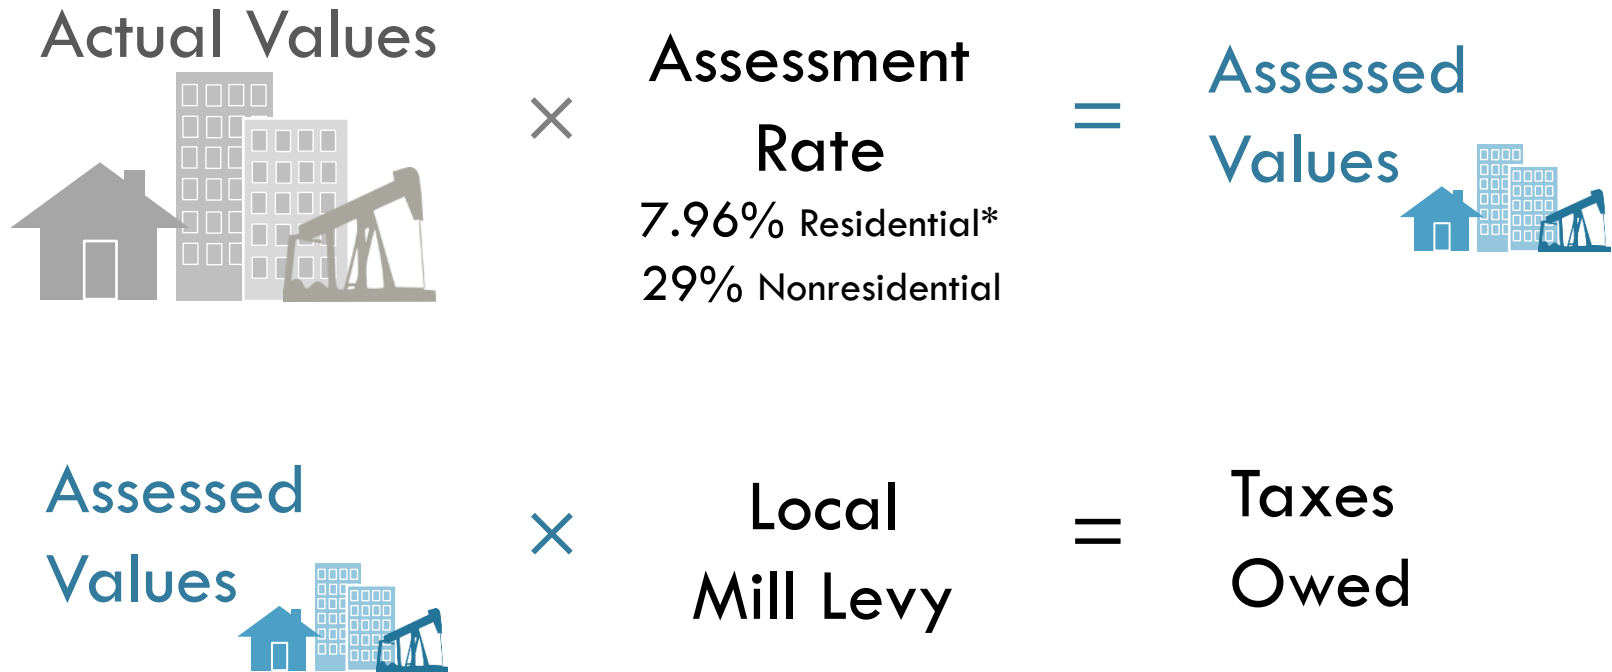 Actual Values
×
Assessment
Rate
7.96% Residential*
29% Nonresidential
=
Assessed
Values
Assessed
Values
×
Local
Mill Levy
=
Taxes
Owed